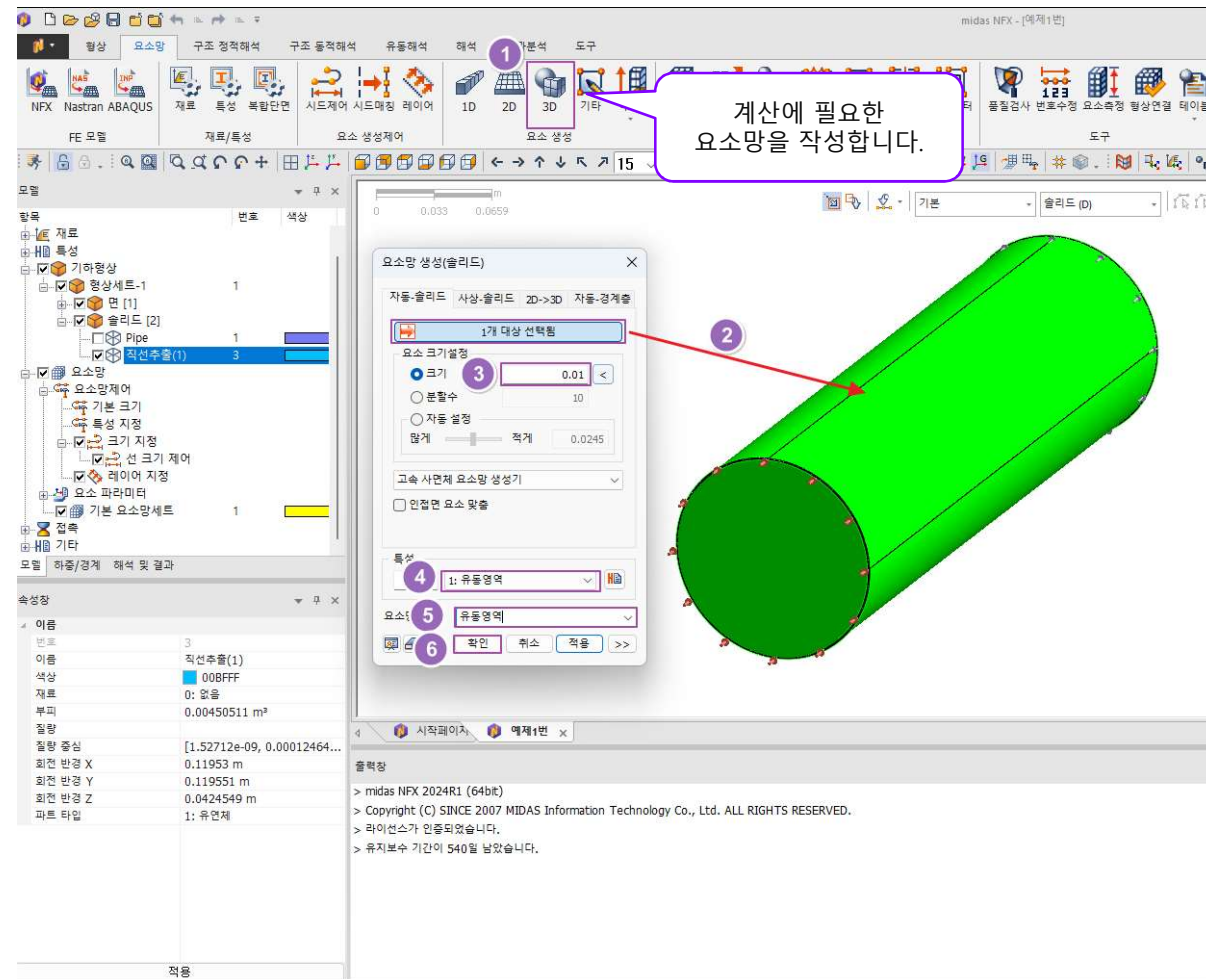 midas NFX - [예제1번]
형상 요소망 구조 정적해석 구조 동적해석 유동해석 해석 분석 도구
1
계산에 필요한
요소망을 작성합니다.
NAS INP
NFX Nastran ABAQUS 재료 특성 복합단면 시드제어 시드매칭 레이어 1D 2D 3D 기타 품질검사 번호수정 요소측정 형상연결
FE 모델 재료/특성 요소 생성제어 요소 생성 도구
15
모델
항목 번호 색상
재료
특성
기하형상
형상세트-1 1
면 [1]
솔리드 [2]
Pipe 1
직선추출(1) 3
요소망
요소망제어
기본 크기
특성 지정
크기 지정
선 크기 제어
레이어 지정
요소 파라미터
기본 요소망세트 1
접촉
기타
모델 하중/경계 해석 및 결과
속성창
이름
번호 3
이름 직선추출(1)
색상 00BFFF
재료 0: 없음
부피 0.00450511 m³
질량
질량 중심 [1.52712e-09, 0.00012464...
회전 반경 X 0.11953 m
회전 반경 Y 0.119551 m
회전 반경 Z 0.0424549 m
파트 타입 1: 유연체
적용
m
0 0.033 0.0659
기본 솔리드 (D)
요소망 생성(솔리드)
자동-솔리드 사상-솔리드 2D->3D 자동-경계층
1개 대상 선택됨
2
요소 크기설정
크기 3 0.01 <
분할수 10
자동 설정
많게 적게 0.0245
고속 사면체 요소망 생성기
인접면 요소 맞춤
특성
4 1: 유동영역
5 유동영역
6 확인 취소 적용 >>
시작페이지 예제1번 x
출력창
> midas NFX 2024R1 (64bit)
> Copyright (C) SINCE 2007 MIDAS Information Technology Co., Ltd. ALL RIGHTS RESERVED.
> 라이선스가 인증되었습니다.
> 유지보수 기간이 540일 남았습니다.